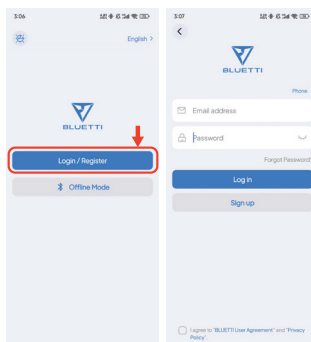 3:06
English >
BLUETTI
Login / Register
Offline Mode
3:07
BLUETTI
Phone
Email address
Password
Forgot Password?
Log in
Sign up
I agree to "BLUETTI User Agreement" and "Privacy
Policy"